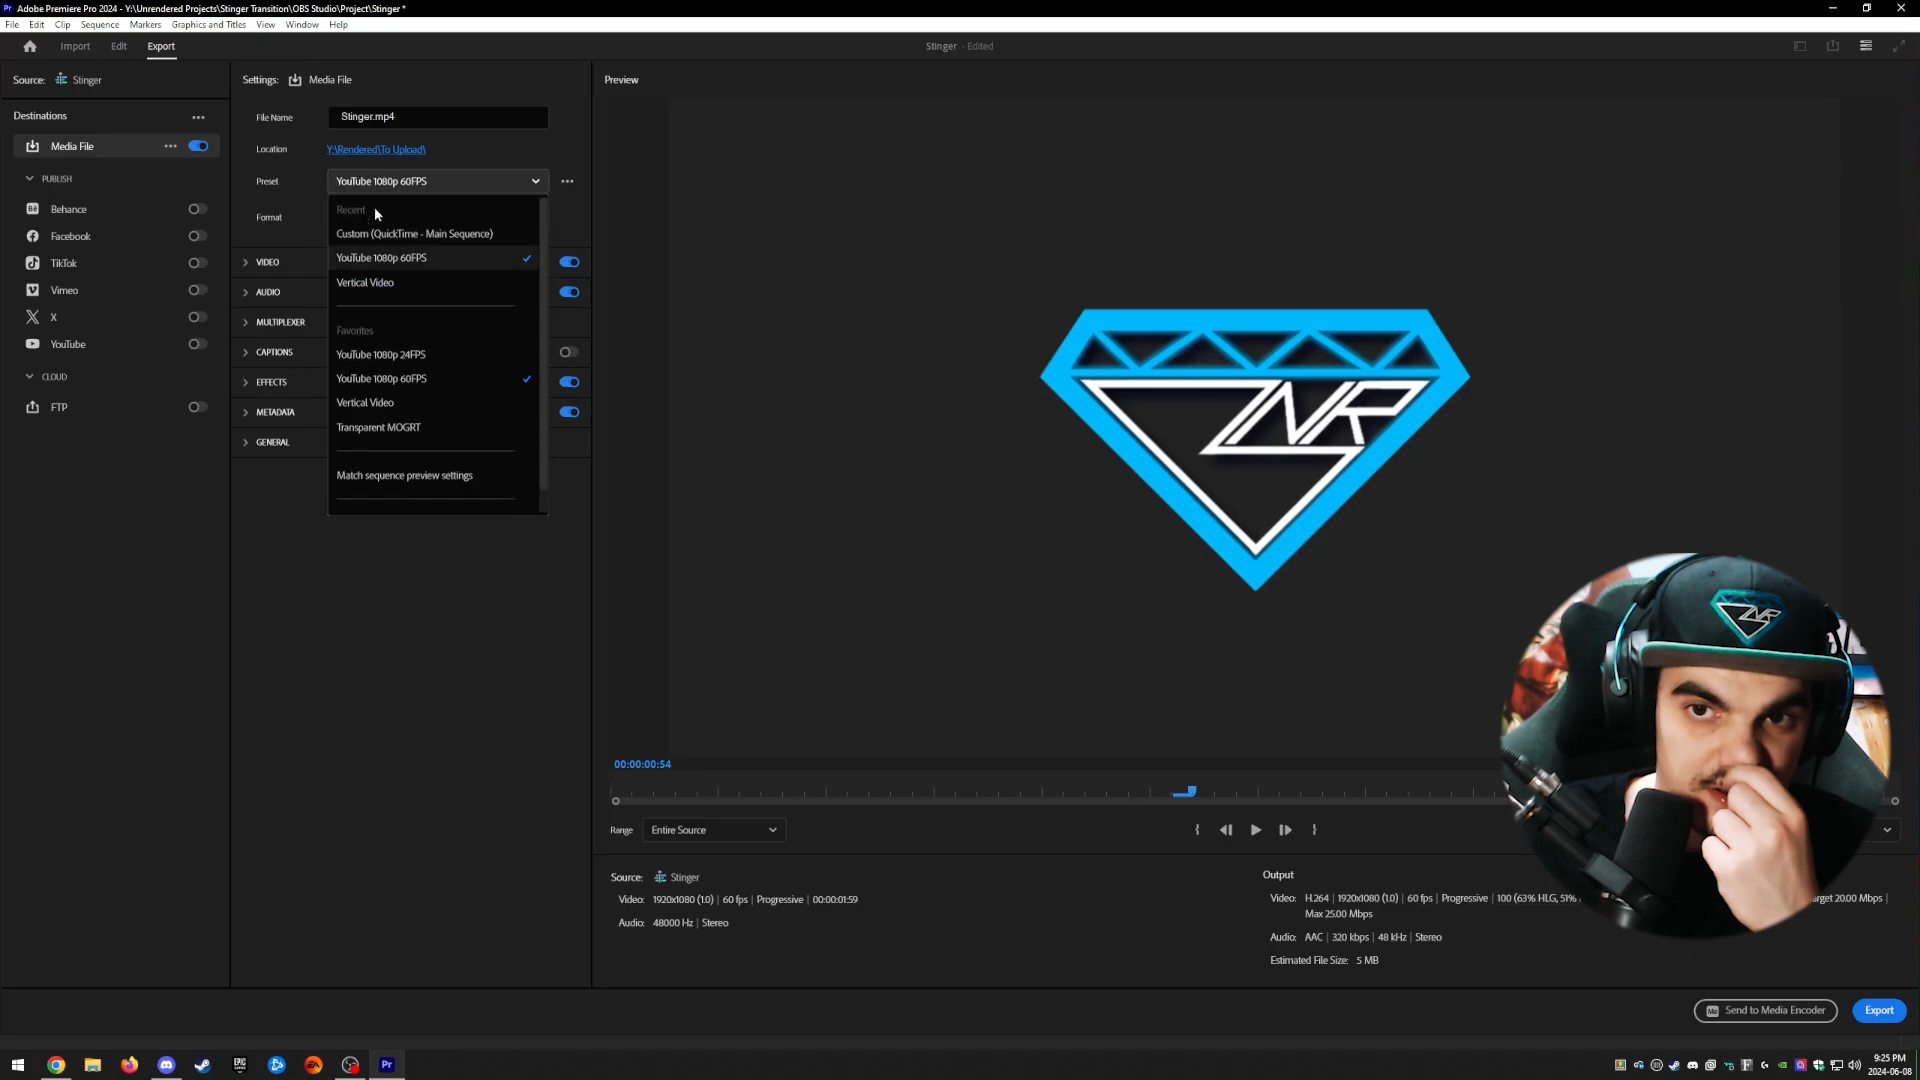 Adobe Premiere Pro 2024 - Y:\Unrendered Projects\Stinger Transition\OBS Studio\Project\Stinger *
File Edit Clip Sequence Markers Graphics and Titles View Window Help
Import Edit Export
Stinger - Edited
Source: Stinger
Settings: Media File
Preview
Destinations
Media File
PUBLISH
Behance
Facebook
TikTok
Vimeo
X
YouTube
CLOUD
FTP
File Name Stinger.mp4
Location Y:\Rendered\To Upload\
Preset YouTube 1080p 60FPS
Format
Recent
Custom (QuickTime - Main Sequence)
YouTube 1080p 60FPS
Vertical Video
Favorites
YouTube 1080p 24FPS
YouTube 1080p 60FPS
Vertical Video
Transparent MOGRT
Match sequence preview settings
VIDEO
AUDIO
MULTIPLEXER
CAPTIONS
EFFECTS
METADATA
GENERAL
ZNR
ZNR
00:00:00:54
Range Entire Source
Source: Stinger
Video: 1920x1080 (1.0) | 60 fps | Progressive | 00:00:01:59
Audio: 48000 Hz | Stereo
Output
Video: H.264 | 1920x1080 (1.0) | 60 fps | Progressive | 100 (63% HLG, 51%
arget 20.00 Mbps |
Max 25.00 Mbps
Audio: AAC | 320 kbps | 48 kHz | Stereo
Estimated File Size: 5 MB
Send to Media Encoder
Export
Pr
9:25 PM
2024-06-08